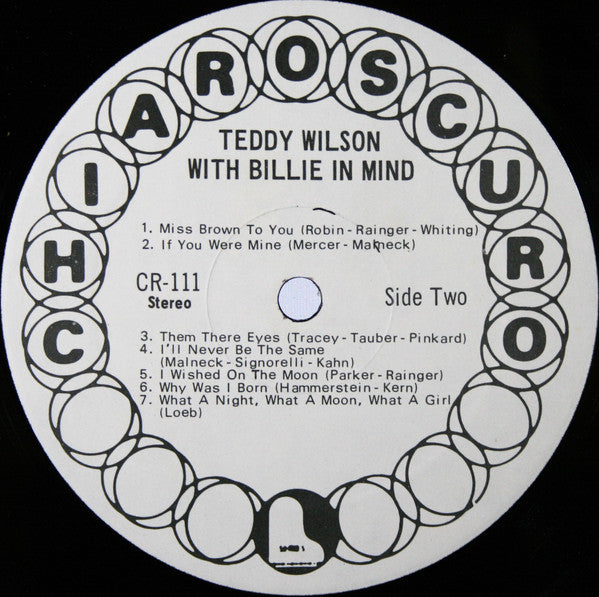 CHIAROSCURO
TEDDY WILSON
WITH BILLIE IN MIND
1. Miss Brown To You (Robin - Rainger - Whiting)
2. If You Were Mine (Mercer - Malneck)
CR-111
Stereo
Side Two
3. Them There Eyes (Tracey - Tauber - Pinkard)
4. I'll Never Be The Same
(Malneck - Signorelli - Kahn)
5. I Wished On The Moon (Parker - Rainger)
6. Why Was I Born (Hammerstein - Kern)
7. What A Night, What A Moon, What A Girl
(Loeb)